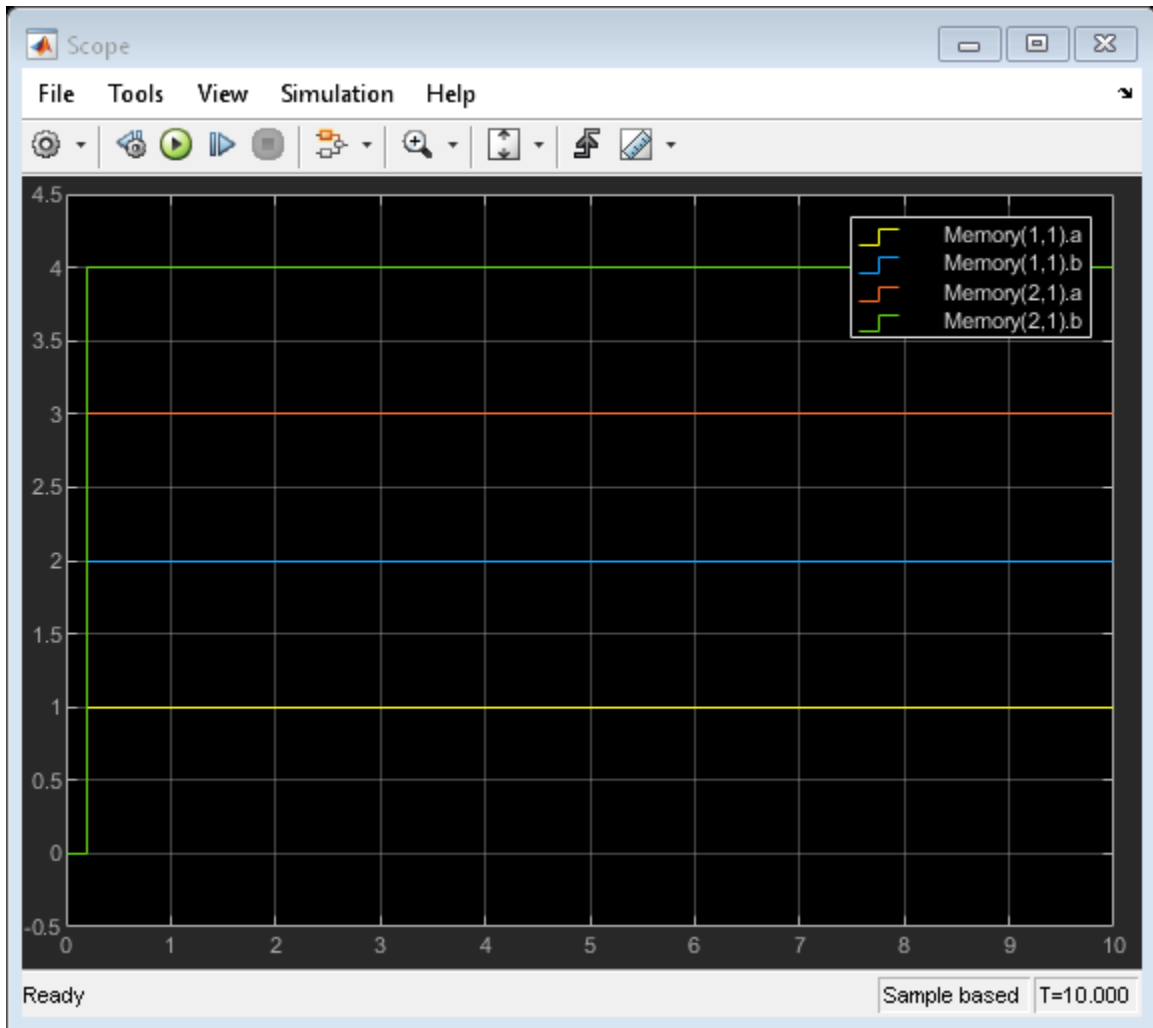 Scope
File Tools View Simulation Help
4.5
4
3.5
3
2.5
2
1.5
1
0.5
0
-0.5
0 1 2 3 4 5 6 7 8 9 10
Memory(1,1).a
Memory(1,1).b
Memory(2,1).a
Memory(2,1).b
Ready Sample based T=10.000